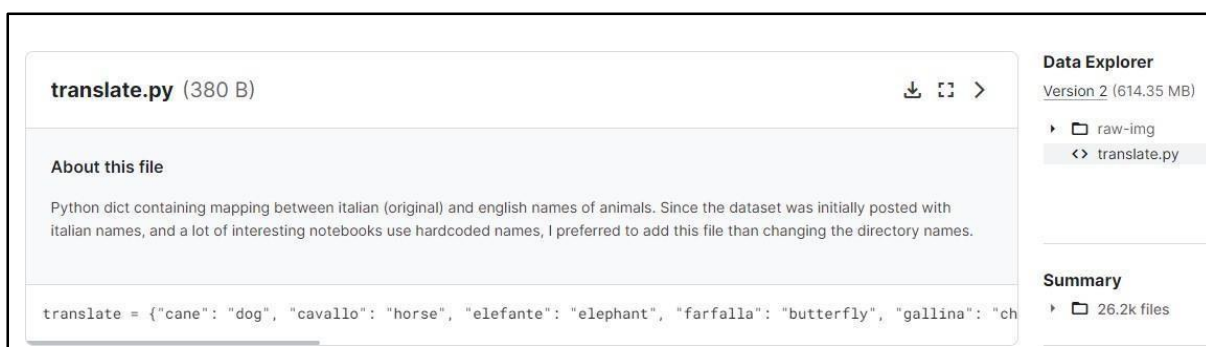 translate.py (380 B)
About this file
Python dict containing mapping between italian (original) and english names of animals. Since the dataset was initially posted with
italian names, and a lot of interesting notebooks use hardcoded names, I preferred to add this file than changing the directory names.
translate = {"cane": "dog", "cavallo": "horse", "elefante": "elephant", "farfalla": "butterfly", "gallina": "ch
Data Explorer
Version 2 (614.35 MB)
raw-img
<> translate.py
Summary
26.2k files